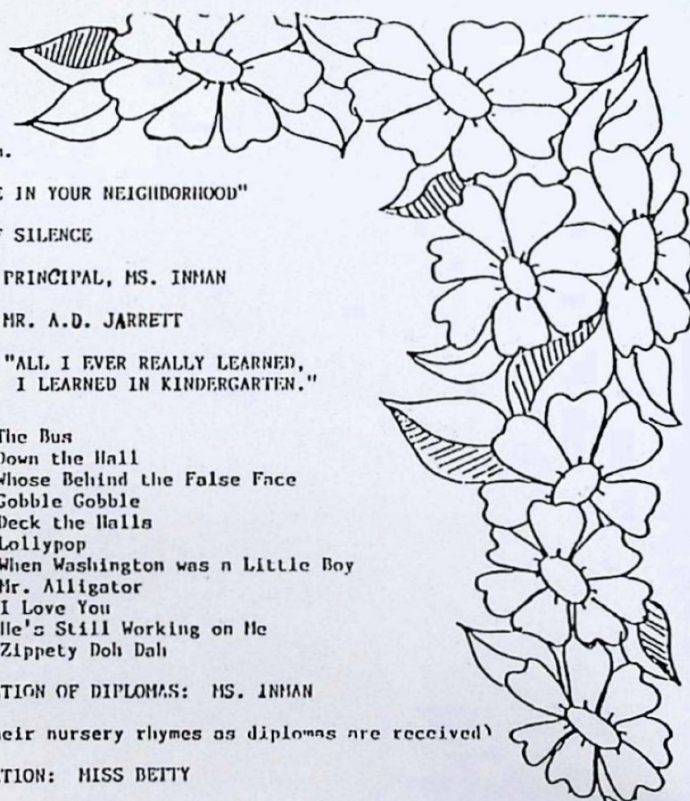 E IN YOUR NEIGHBORHOOD"
F SILENCE
PRINCIPAL, MS. INMAN
MR. A.D. JARRETT
"ALL I EVER REALLY LEARNED,
I LEARNED IN KINDERGARTEN."
The Bus
Down the Hall
Whose Behind the False Face
Gobble Gobble
Deck the Halls
Lollypop
When Washington was a Little Boy
Mr. Alligator
I Love You
He's Still Working on Me
Zippety Doh Dah
TION OF DIPLOMAS: MS. INMAN
heir nursery rhymes as diplomas are received)
TION: MISS BETTY